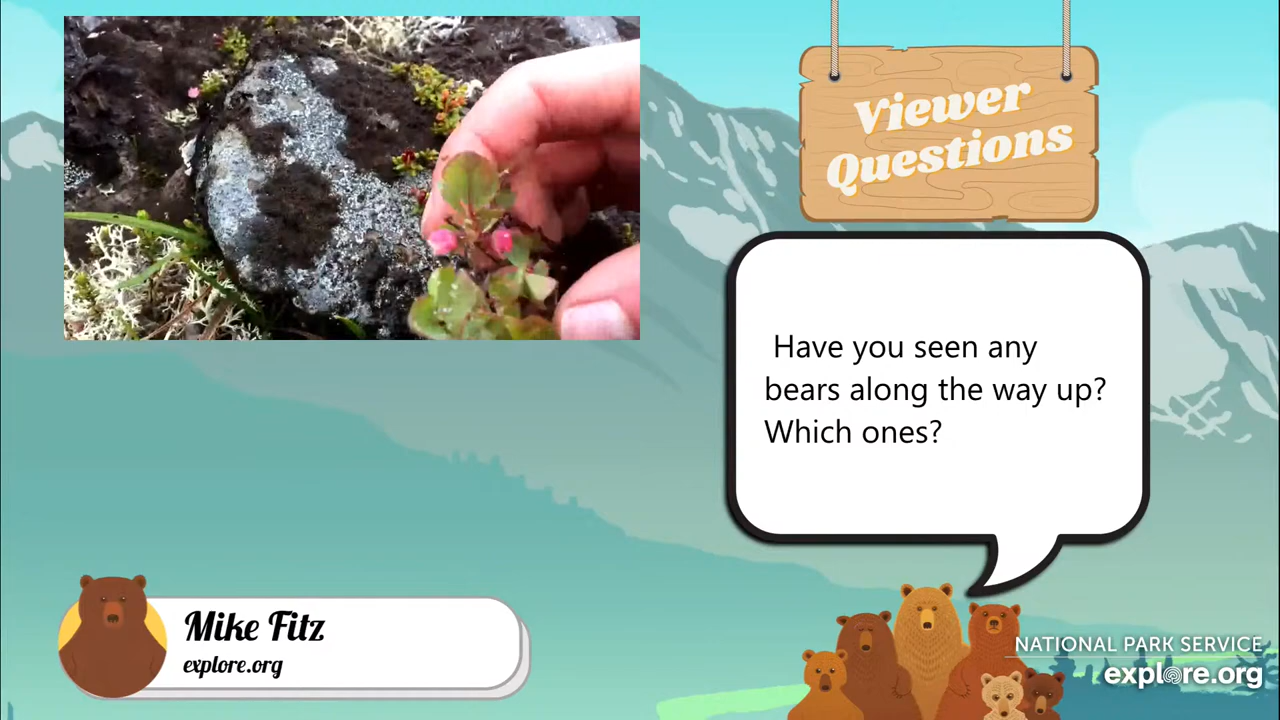 Viewer
Questions
Have you seen any
bears along the way up?
Which ones?
Mike Fitz
explore.org
NATIONAL PARK SERVICE
explore.org